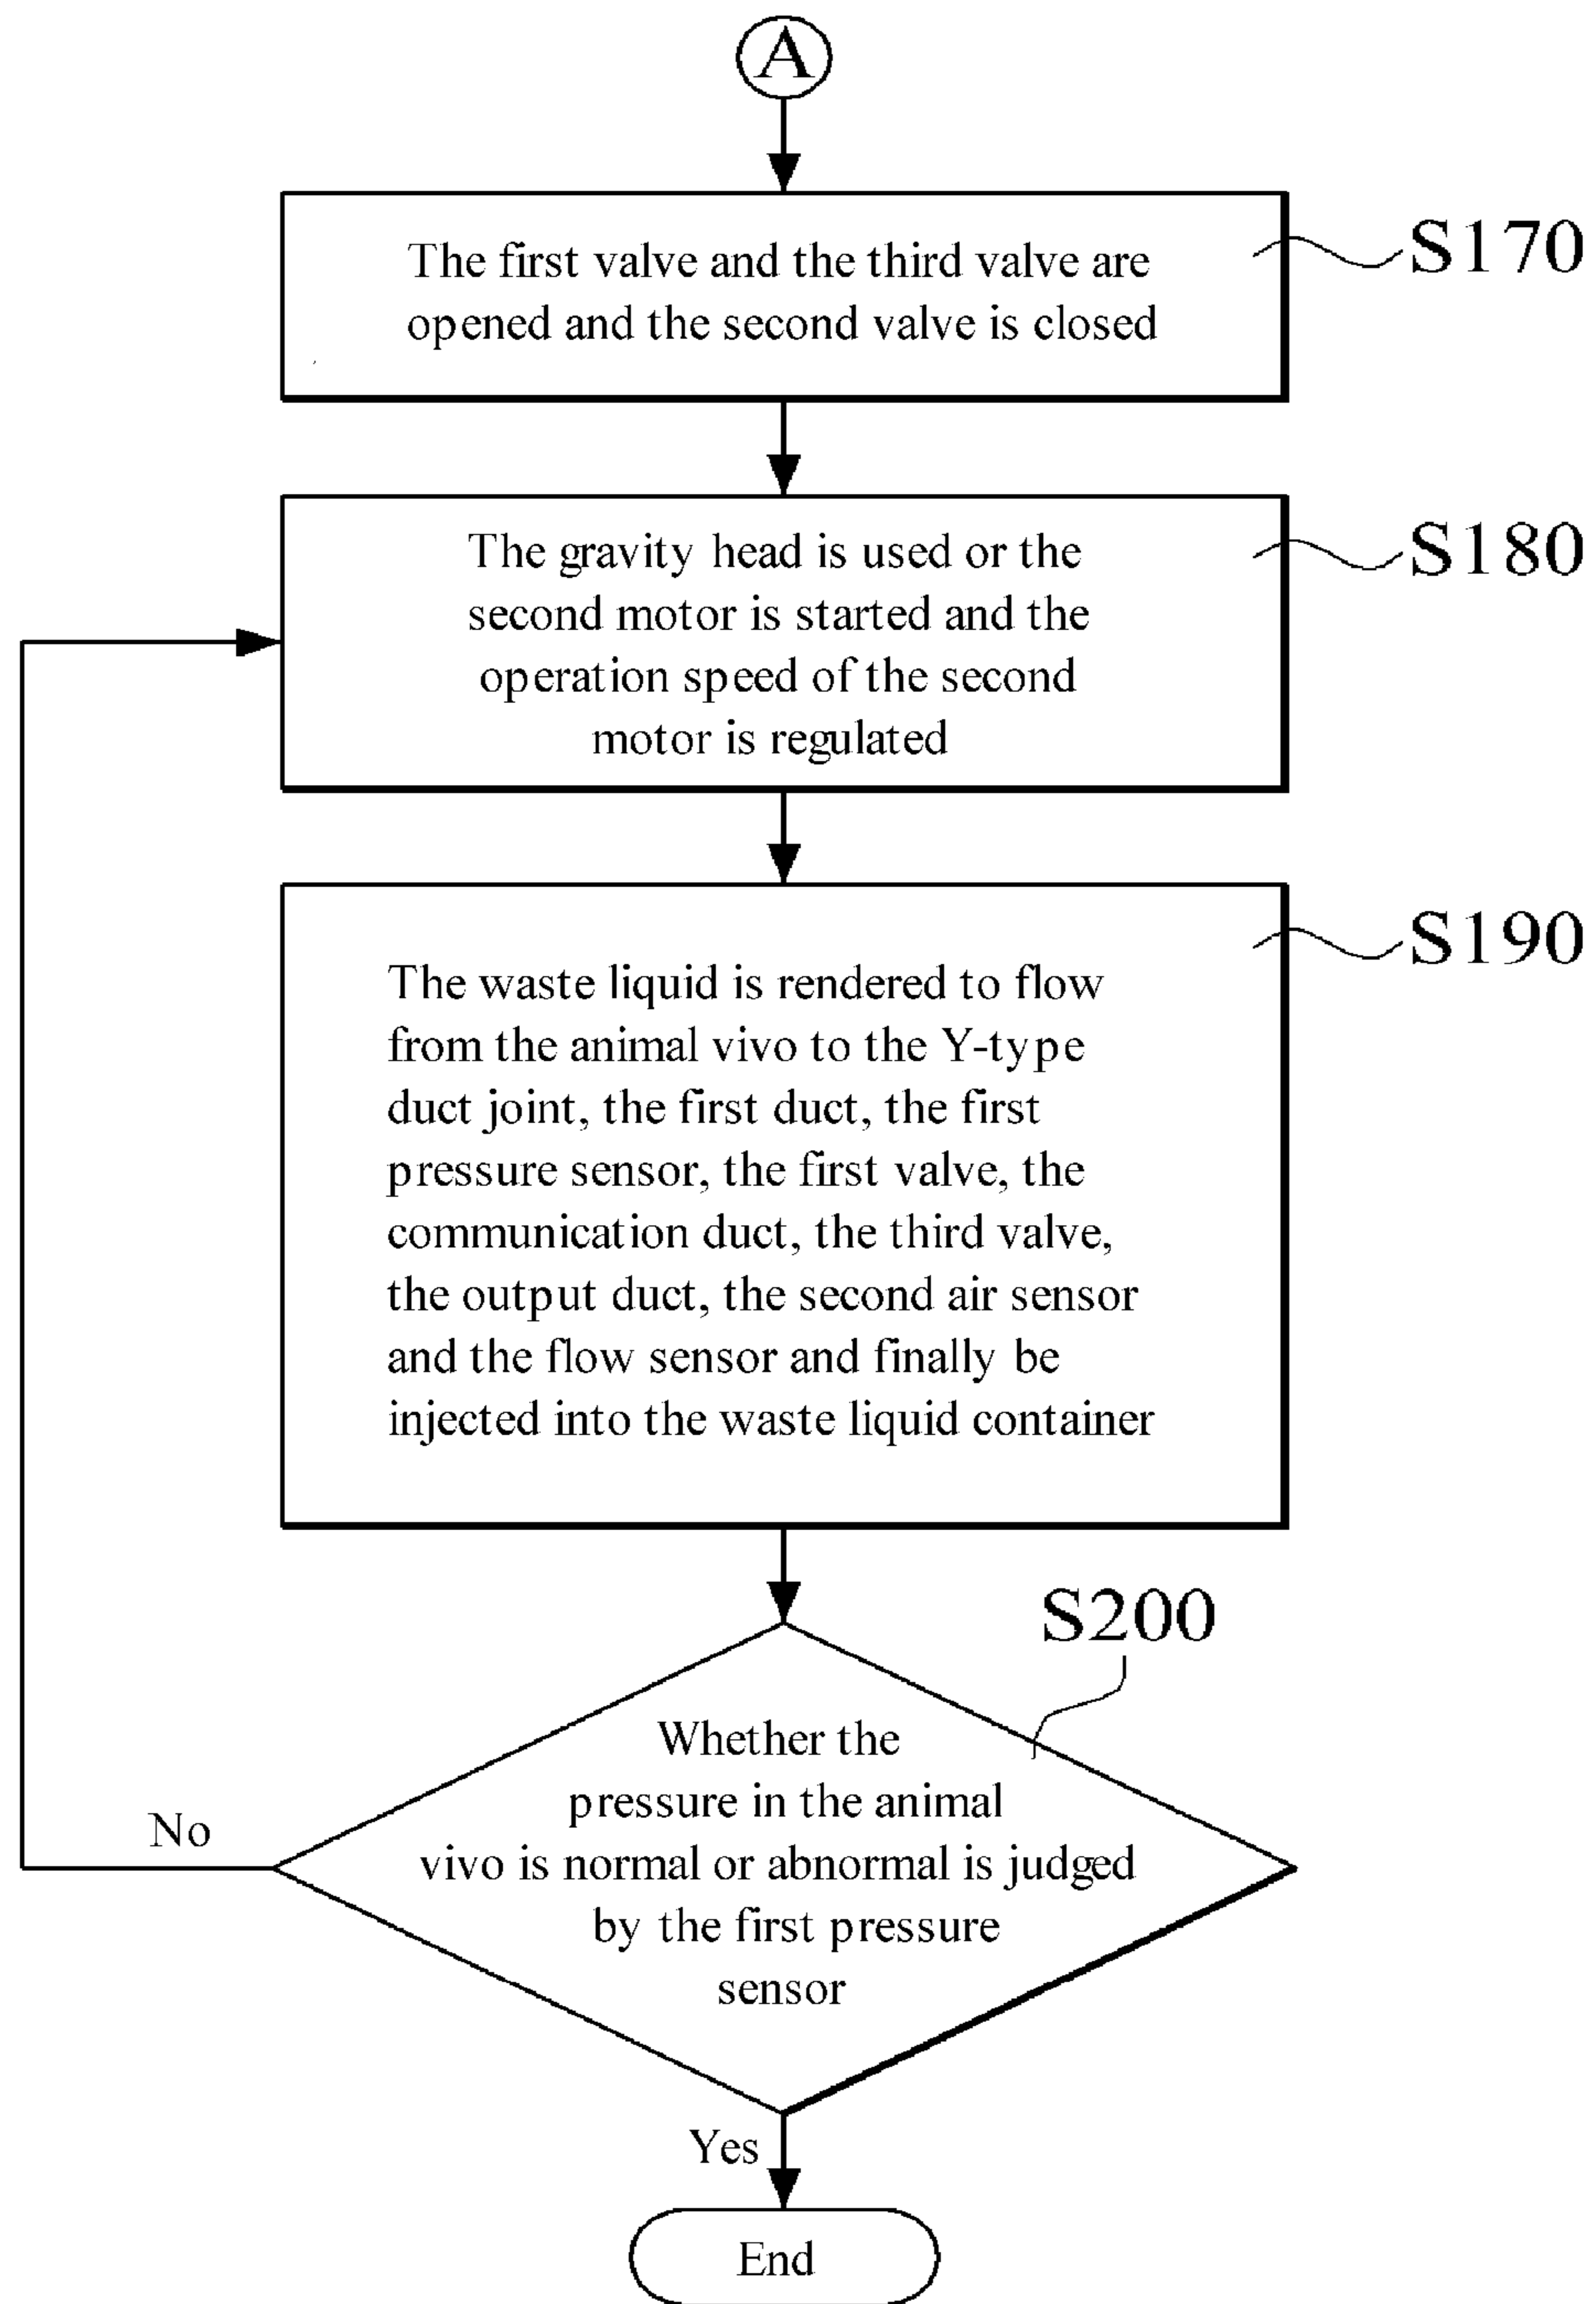 A
The first valve and the third valve are
opened and the second valve is closed
S170
The gravity head is used or the
second motor is started and the
operation speed of the second
motor is regulated
S180
The waste liquid is rendered to flow
from the animal vivo to the Y-type
duct joint, the first duct, the first
pressure sensor, the first valve, the
communication duct, the third valve,
the output duct, the second air sensor
and the flow sensor and finally be
injected into the waste liquid container
S190
S200
Whether the
pressure in the animal
vivo is normal or abnormal is judged
by the first pressure
sensor
No
Yes
End